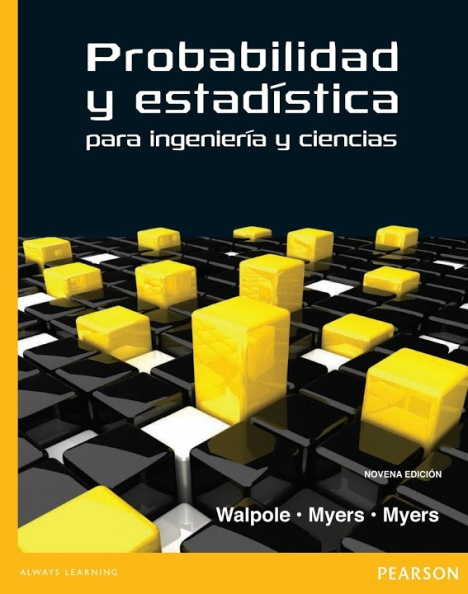 Probabilidad
y estadística
para ingeniería y ciencias
NOVENA EDICIÓN
Walpole • Myers • Myers
ALWAYS LEARNING
PEARSON